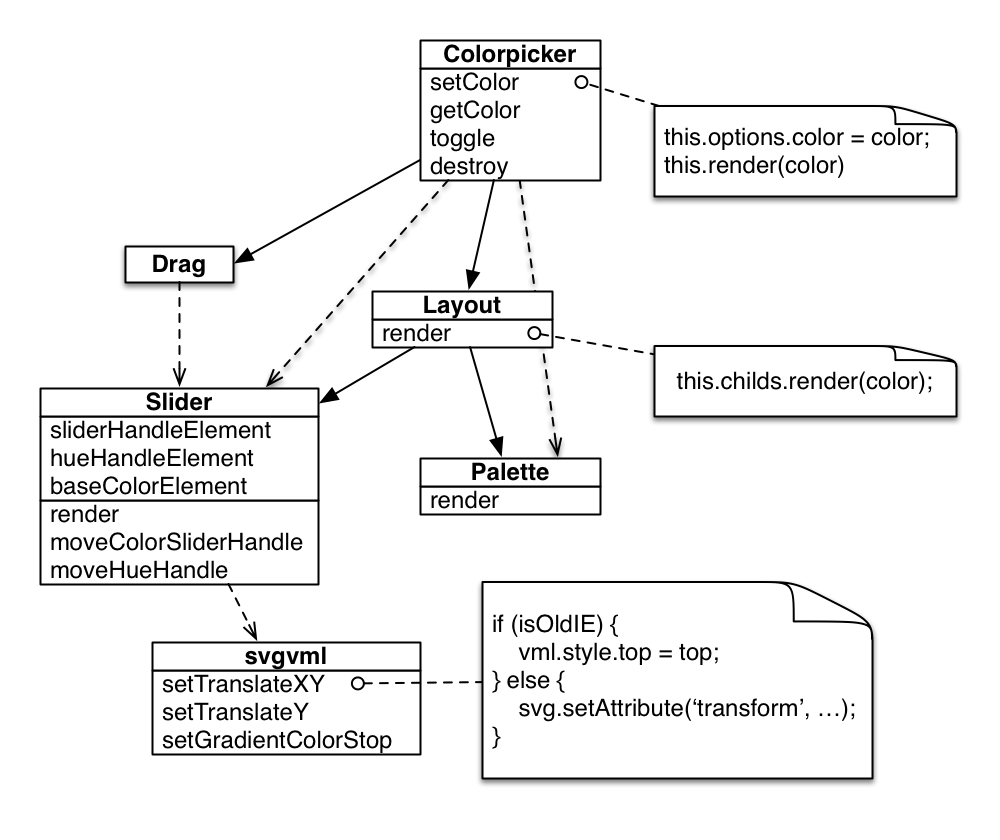 Colorpicker
setColor
getColor
toggle
destroy
this.options.color = color;
this.render(color)
Drag
Layout
render
this.childs.render(color);
Slider
sliderHandleElement
hueHandleElement
baseColorElement
render
moveColorSliderHandle
moveHueHandle
Palette
render
svgvml
setTranslateXY
setTranslateY
setGradientColorStop
if (isOldIE) {
vml.style.top = top;
} else {
svg.setAttribute(‘transform’, …);
}